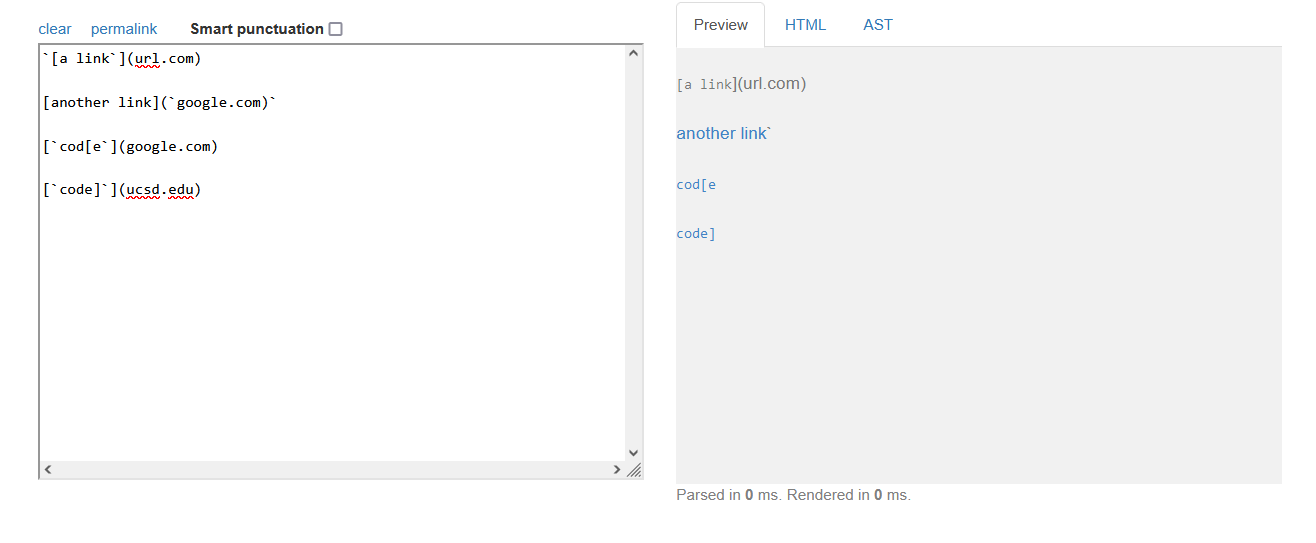 clear permalink Smart punctuation
`[a link`](url.com)
[another link](`google.com)`
[`cod[e`](google.com)
[`code]`](ucsd.edu)
Preview HTML AST
[a link](url.com)
another link`
cod[e
code]
Parsed in 0 ms. Rendered in 0 ms.